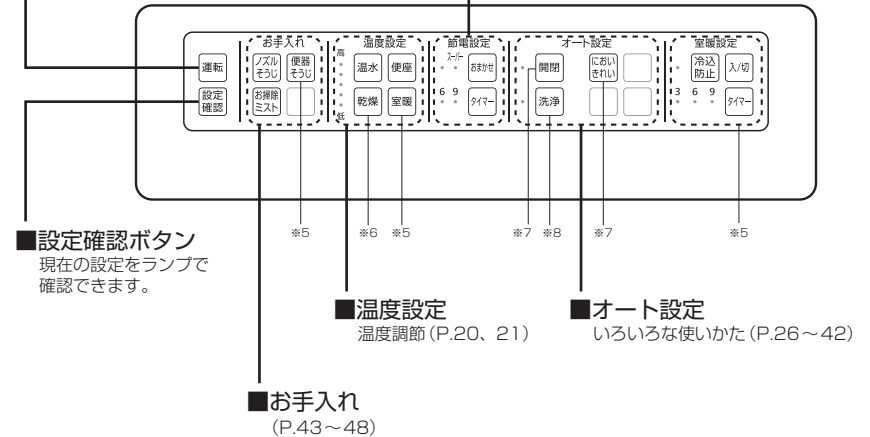 お手入れ 温度設定 節電設定 オート設定 室暖設定
運転
ノズル
そうじ
便器
そうじ
高
温水 便座
スーパー
おまかせ
開閉
におい
きれい
冷込
防止
入/切
設定
確認
お掃除
ミスト
乾燥 室暖
低
6 9
タイマー
洗浄
3 6 9
タイマー
※5 ※6 ※5 ※7 ※8 ※7 ※5
■設定確認ボタン
現在の設定をランプで
確認できます。
■温度設定
温度調節(P.20、21)
■オート設定
いろいろな使いかた(P.26～42)
■お手入れ
(P.43～48)